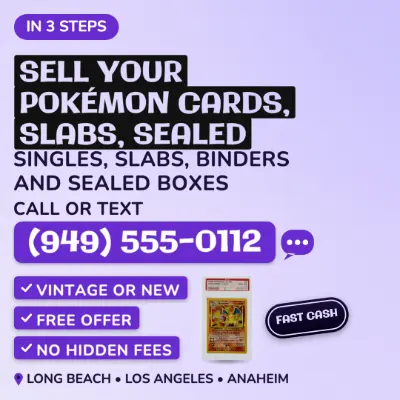 IN 3 STEPS
SELL YOUR
POKÉMON CARDS,
SLABS, SEALED
SINGLES, SLABS, BINDERS
AND SEALED BOXES
CALL OR TEXT
(949) 555-0112
VINTAGE OR NEW
FREE OFFER
NO HIDDEN FEES
FAST CASH
LONG BEACH • LOS ANGELES • ANAHEIM